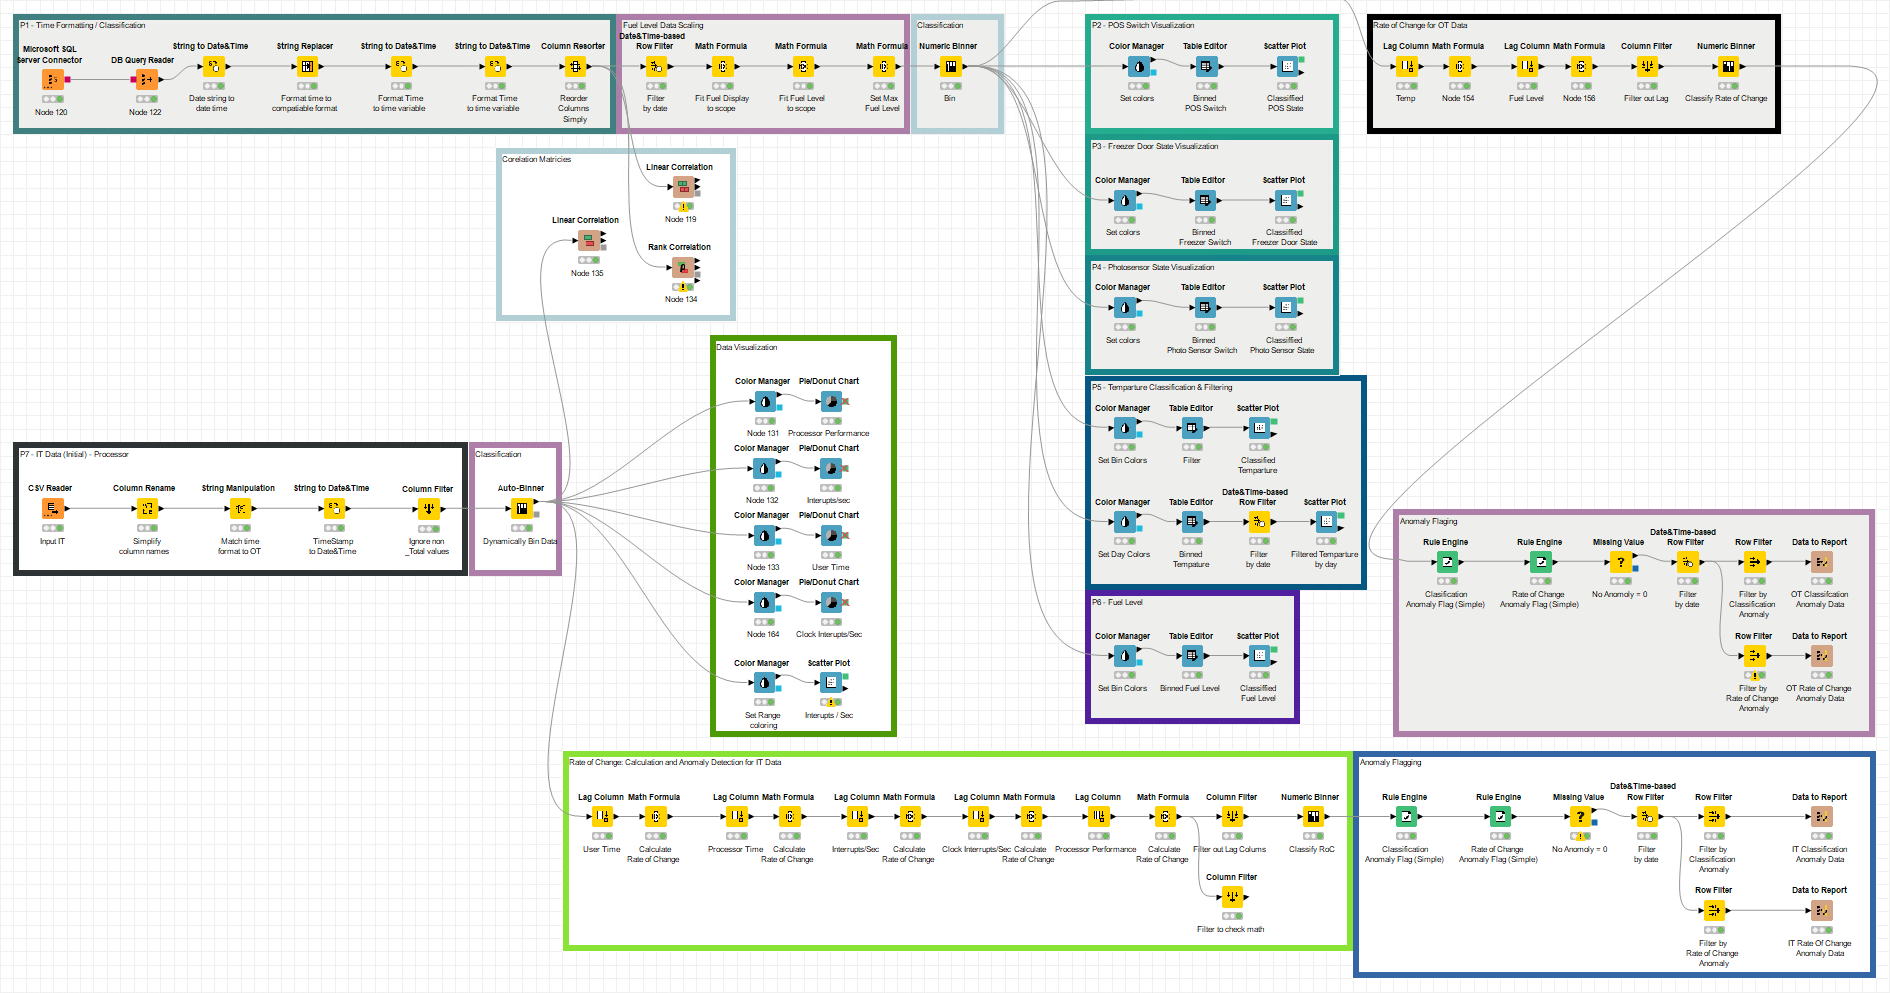 P1 - Time Formatting / Classification
Microsoft SQL
Server Connector
Node 120
DB Query Reader
Node 122
String to Date&Time
Date string to
date time
String Replacer
Format time to
compatiable format
String to Date&Time
Format Time
to time variable
String to Date&Time
Format Time
to time variable
Column Resorter
Reorder
Columns
Simply
Fuel Level Data Scaling
Date&Time-based
Row Filter
Filter
by date
Math Formula
Fit Fuel Display
to scope
Math Formula
Fit Fuel Level
to scope
Math Formula
Set Max
Fuel Level
Classification
Numeric Binner
Bin
P2 - POS Switch Visualization
Color Manager
Set colors
Table Editor
Binned
POS Switch
Scatter Plot
Classiffied
POS State
Rate of Change for OT Data
Lag Column
Temp
Math Formula
Node 154
Lag Column
Fuel Level
Math Formula
Node 156
Column Filter
Filter out Lag
Numeric Binner
Classify Rate of Change
Corelation Matricies
Linear Correlation
Node 119
Linear Correlation
Node 135
Rank Correlation
Node 134
P3 - Freezer Door State Visualization
Color Manager
Set colors
Table Editor
Binned
Freezer Switch
Scatter Plot
Classiffied
Freezer Door State
P4 - Photosensor State Visualization
Color Manager
Set colors
Table Editor
Binned
Photo Sensor Switch
Scatter Plot
Classiffied
Photo Sensor State
Data Visualization
Color Manager
Node 131
Pie/Donut Chart
Processor Performance
Color Manager
Node 132
Pie/Donut Chart
Interupts/sec
Color Manager
Node 133
Pie/Donut Chart
User Time
Color Manager
Node 164
Pie/Donut Chart
Clock Interupts/Sec
Color Manager
Set Range
coloring
Scatter Plot
Interupts / Sec
P5 - Temparture Classification & Filtering
Color Manager
Set Bin Colors
Table Editor
Filter
Scatter Plot
Classified
Temparture
Color Manager
Set Day Colors
Table Editor
Binned
Tempature
Date&Time-based
Row Filter
Filter
by date
Scatter Plot
Filtered Temparture
by day
P7 - IT Data (Initial) - Processor
CSV Reader
Input IT
Column Rename
Simplify
column names
String Manipulation
Match time
format to OT
String to Date&Time
TimeStamp
to Date&Time
Column Filter
Ignore non
_Total values
Classification
Auto-Binner
Dynamically Bin Data
P6 - Fuel Level
Color Manager
Set Bin Colors
Table Editor
Binned Fuel Level
Scatter Plot
Classiffied
Fuel Level
Anomaly Flaging
Rule Engine
Clasification
Anomaly Flag (Simple)
Rule Engine
Rate of Change
Anomaly Flag (Simple)
Missing Value
No Anomaly = 0
Date&Time-based
Row Filter
Filter
by date
Row Filter
Filter by
Classification
Anomaly
Data to Report
OT Classifcation
Anomaly Data
Row Filter
Filter by
Rate of Change
Anomaly
Data to Report
OT Rate of Change
Anomaly Data
Rate of Change: Calculation and Anomaly Detection for IT Data
Lag Column
User Time
Math Formula
Calculate
Rate of Change
Lag Column
Processor Time
Math Formula
Calculate
Rate of Change
Lag Column
Interrupts/Sec
Math Formula
Calculate
Rate of Change
Lag Column
Clock Interrupts/Sec
Math Formula
Calculate
Rate of Change
Lag Column
Processor Performance
Math Formula
Calculate
Rate of Change
Column Filter
Filter out Lag Colums
Numeric Binner
Classify RoC
Column Filter
Filter to check math
Anomaly Flagging
Rule Engine
Classification
Anomaly Flag (Simple)
Rule Engine
Rate of Change
Anomaly Flag (Simple)
Missing Value
No Anomoly = 0
Date&Time-based
Row Filter
Filter
by date
Row Filter
Filter by
Classification
Anomaly
Data to Report
IT Classification
Anomaly Data
Row Filter
Filter by
Rate of Change
Anomaly
Data to Report
IT Rate Of Change
Anomaly Data